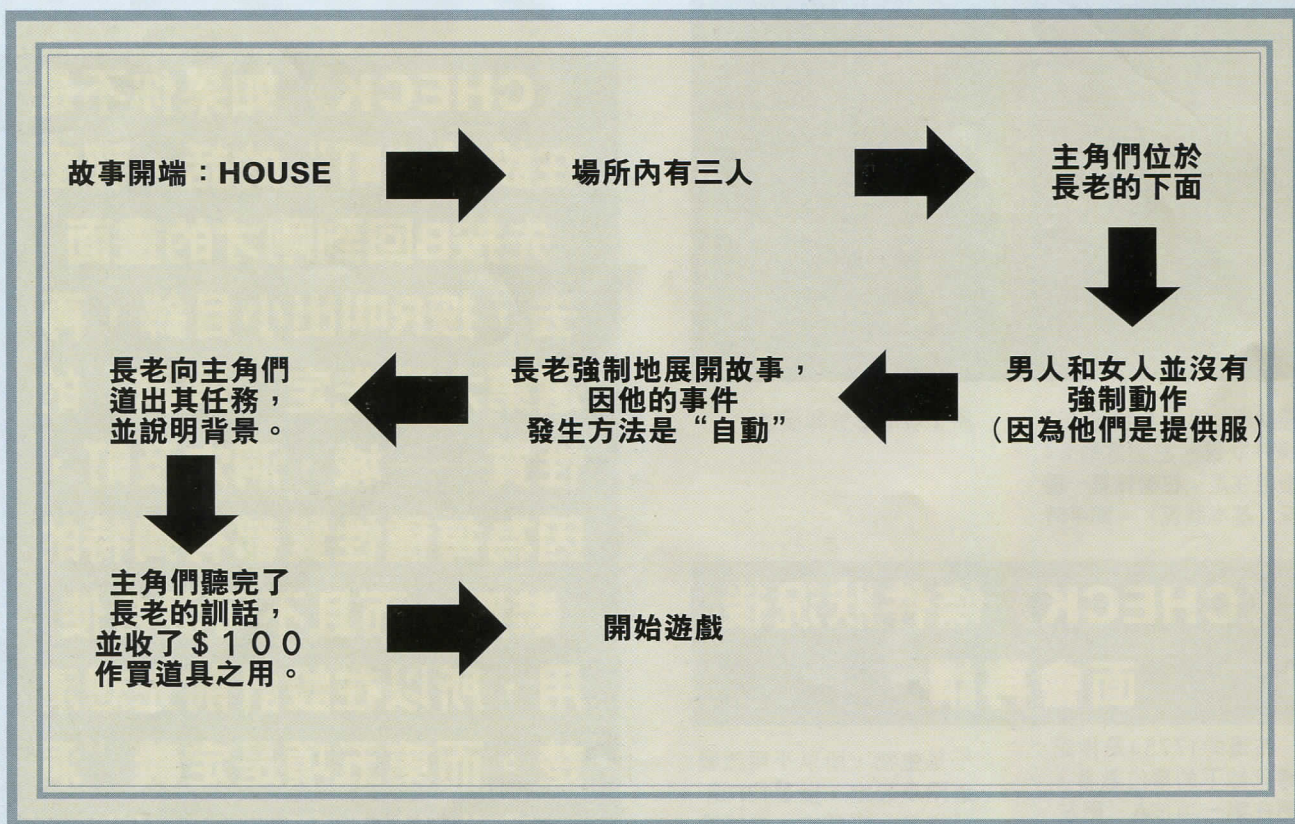 故事開端：HOUSE
場所內有三人
主角們位於
長老的下面
男人和女人並沒有
強制動作
（因為他們是提供服）
長老強制地展開故事，
因他的事件
發生方法是“自動”
長老向主角們
道出其任務，
並說明背景。
主角們聽完了
長老的訓話，
並收了$１００
作買道具之用。
開始遊戲